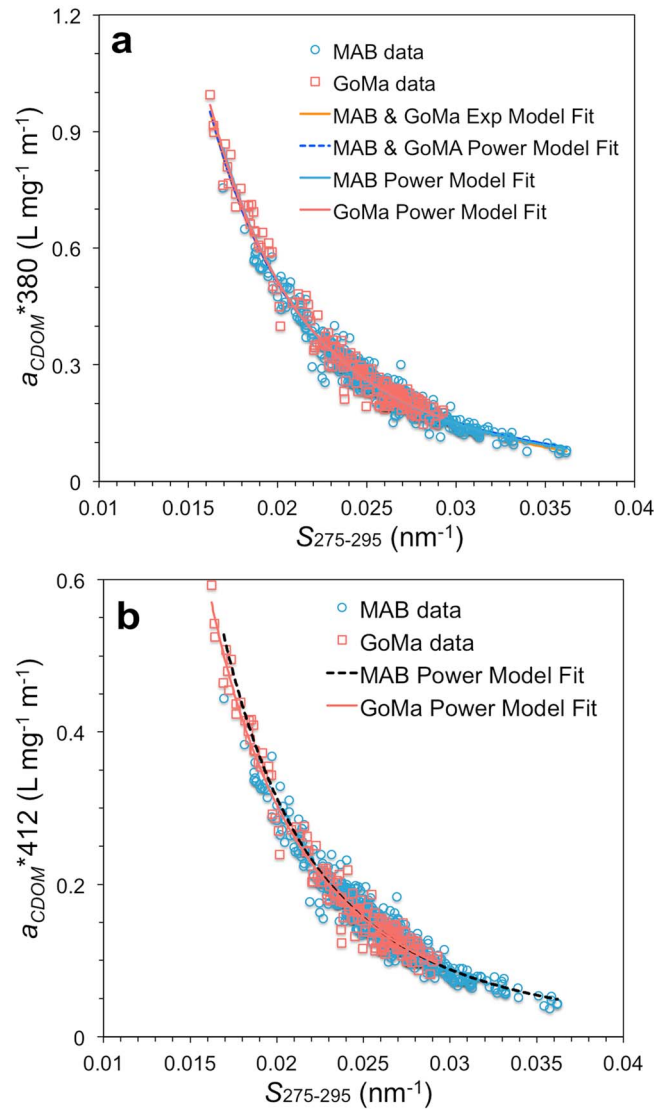 a
1.2
0.9
0.6
0.3
0
aCDOM*380 (L mg-1 m-1)
MAB data
GoMa data
MAB & GoMa Exp Model Fit
MAB & GoMA Power Model Fit
MAB Power Model Fit
GoMa Power Model Fit
0.01 0.015 0.02 0.025 0.03 0.035 0.04
S275-295 (nm-1)
b
0.6
0.4
0.2
0
aCDOM*412 (L mg-1 m-1)
MAB data
GoMa data
MAB Power Model Fit
GoMa Power Model Fit
0.01 0.015 0.02 0.025 0.03 0.035 0.04
S275-295 (nm-1)